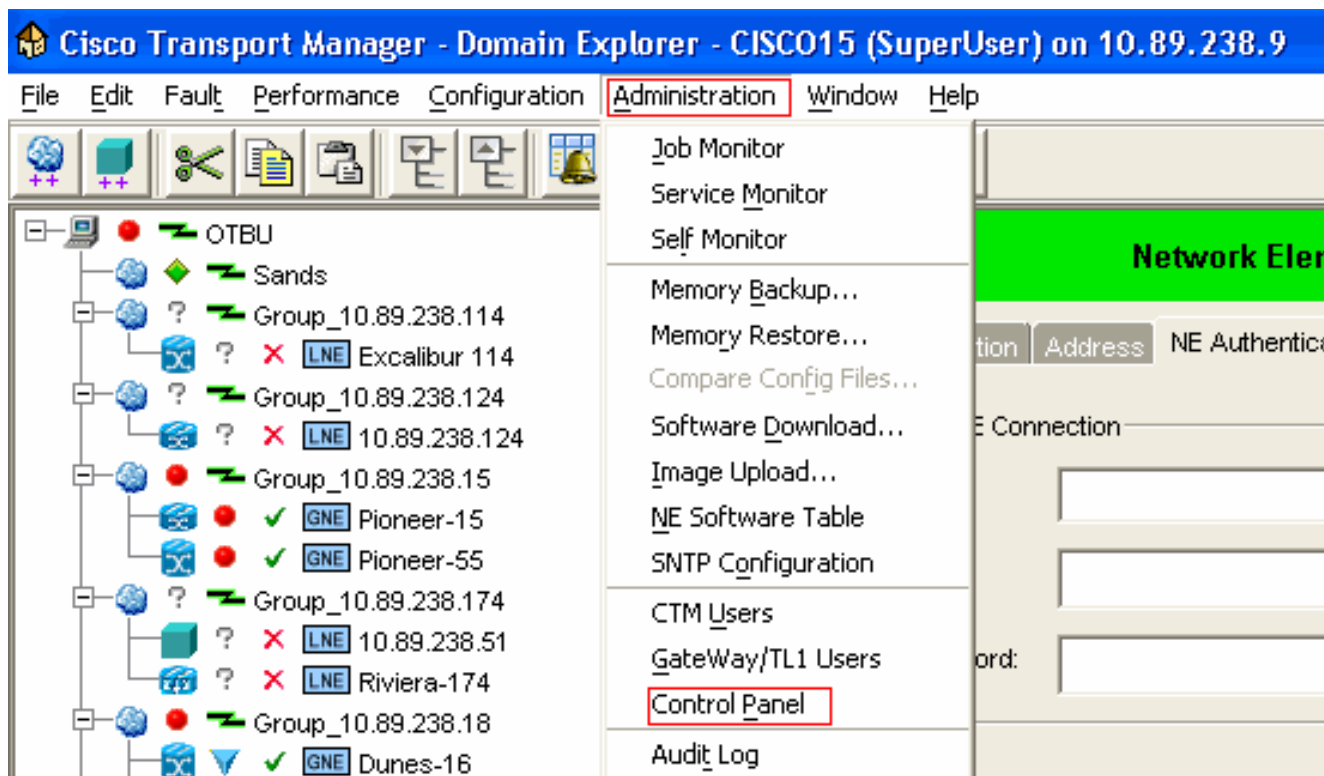 Cisco Transport Manager - Domain Explorer - CISCO15 (SuperUser) on 10.89.238.9
File Edit Fault Performance Configuration Administration Window Help
Job Monitor
Service Monitor
Self Monitor
Memory Backup...
Memory Restore...
Compare Config Files...
Software Download...
Image Upload...
NE Software Table
SNTP Configuration
CTM Users
GateWay/TL1 Users
Control Panel
Audit Log
OTBU
Sands
Group_10.89.238.114
LNE Excalibur 114
Group_10.89.238.124
LNE 10.89.238.124
Group_10.89.238.15
GNE Pioneer-15
GNE Pioneer-55
Group_10.89.238.174
LNE 10.89.238.51
LNE Riviera-174
Group_10.89.238.18
GNE Dunes-16
Network Eler
tion Address NE Authentica
E Connection
ord: